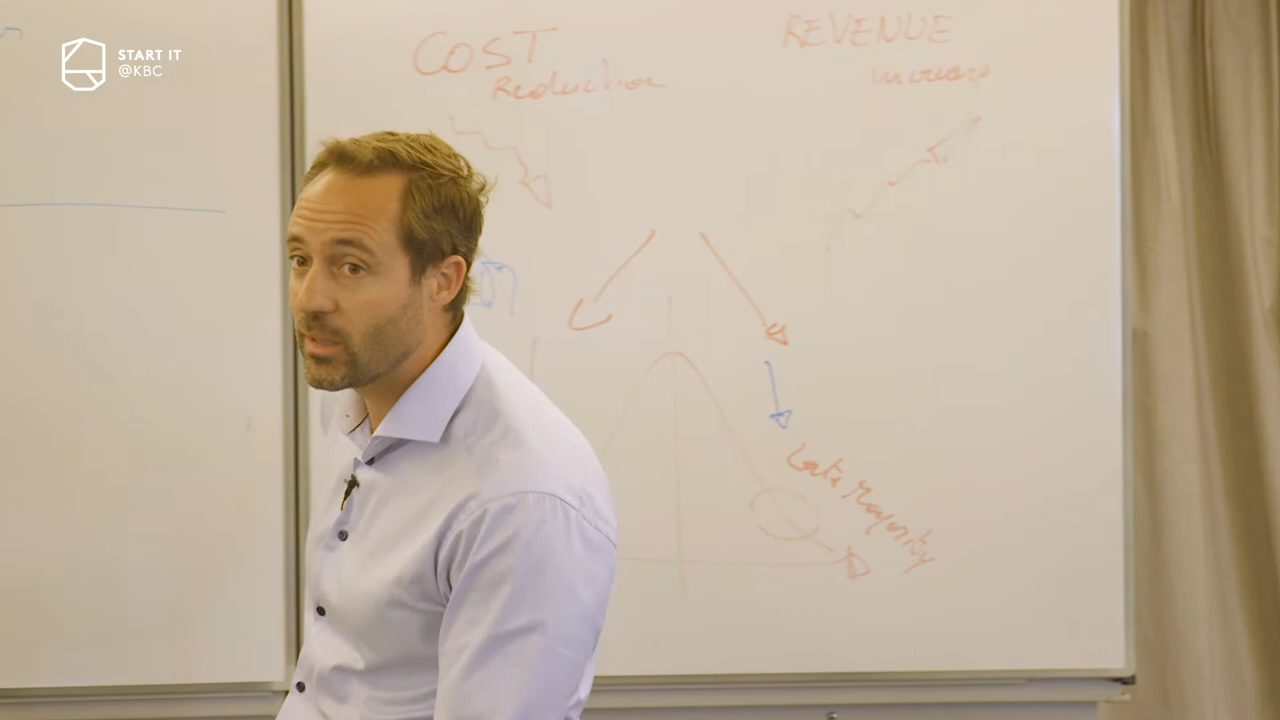 START IT
@KBC
COST
Reduction
REVENUE
increase
Late Majority